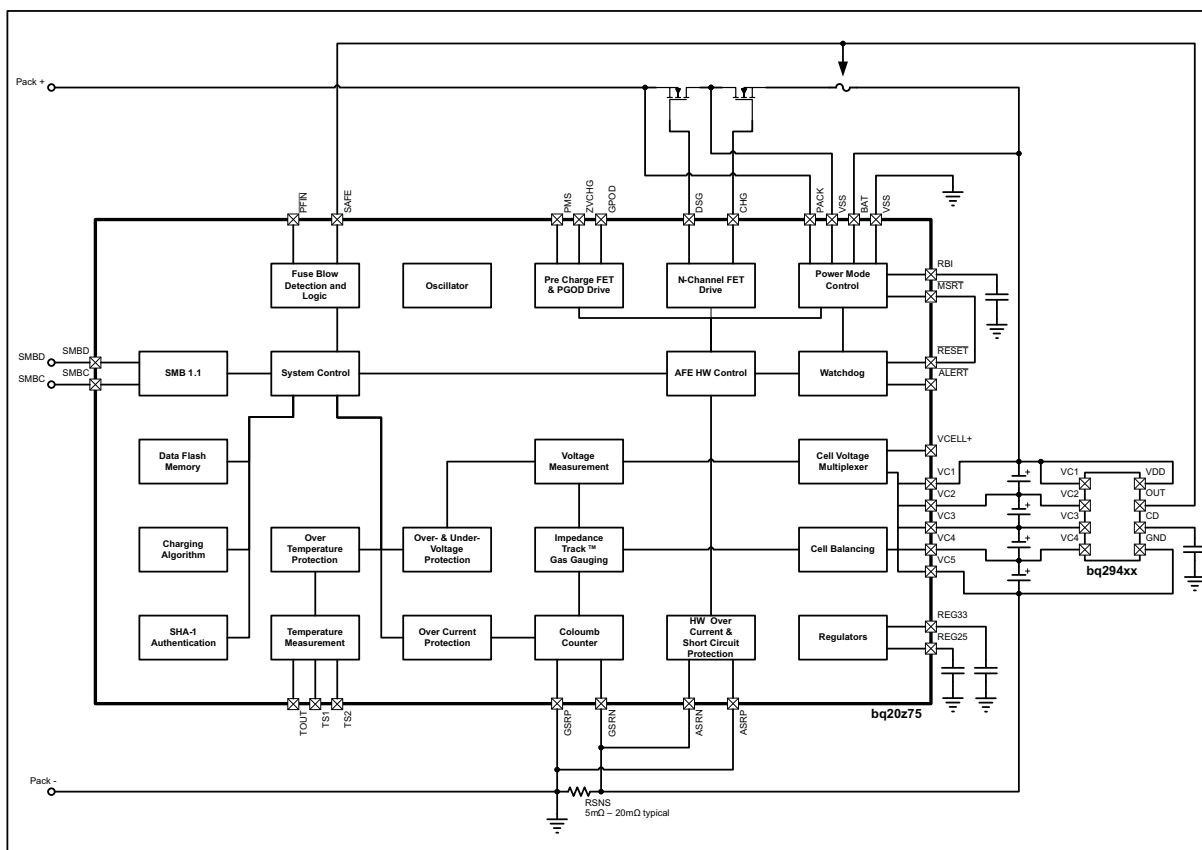 Pack +
PFIN
SAFE
PMS
ZVCHG
GPOD
DSG
CHG
PACK
VSS
BAT
VSS
Fuse Blow
Detection and
Logic
Oscillator
Pre Charge FET
& PGOD Drive
N-Channel FET
Drive
Power Mode
Control
RBI
MSRT
SMBD
SMBD
SMBC
SMBC
SMB 1.1
System Control
AFE HW Control
Watchdog
RESET
ALERT
Data Flash
Memory
Voltage
Measurement
Cell Voltage
Multiplexer
VCELL+
VC1
VC2
VC3
VC4
VC5
+
+
+
+
VC1
VC2
VC3
VC4
VDD
OUT
CD
GND
bq294xx
Charging
Algorithm
Over
Temperature
Protection
Over- & Under-
Voltage
Protection
Impedance
Track ™
Gas Gauging
Cell Balancing
SHA-1
Authentication
Temperature
Measurement
Over Current
Protection
Coloumb
Counter
HW Over
Current &
Short Circuit
Protection
Regulators
REG33
REG25
bq20z75
TOUT
TS1
TS2
GSRP
GSRN
ASRN
ASRP
Pack -
RSNS
5mΩ – 20mΩ typical